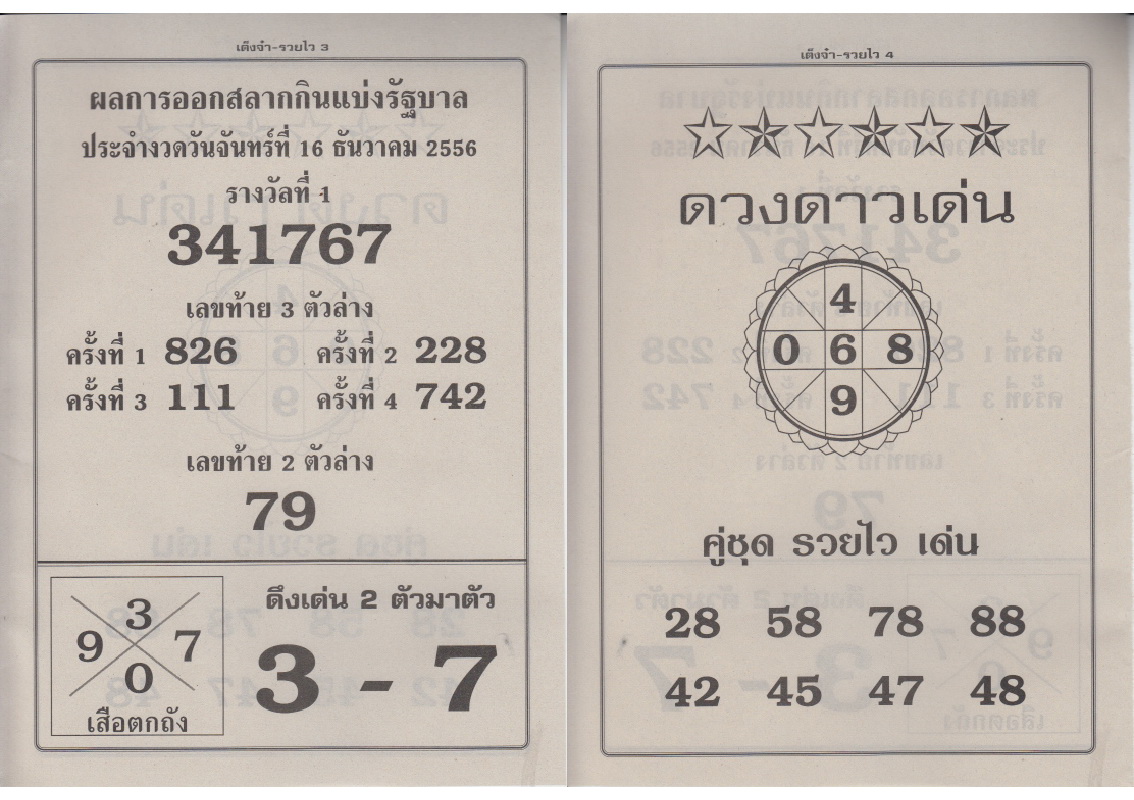 เต็งจ๋า-รวยไว 3
ผลการออกสลากกินแบ่งรัฐบาล
ประจำงวดวันจันทร์ที่ 16 ธันวาคม 2556
รางวัลที่ 1
341767
เลขท้าย 3 ตัวล่าง
ครั้งที่ 1 826 ครั้งที่ 2 228
ครั้งที่ 3 111 ครั้งที่ 4 742
เลขท้าย 2 ตัวล่าง
79
3
9 7
0
เสือตกถัง
ดึงเด่น 2 ตัวมาตัว
3 - 7
เต็งจ๋า-รวยไว 4
ดวงดาวเด่น
4
0 6 8
9
คู่ชุด รวยไว เด่น
28 58 78 88
42 45 47 48